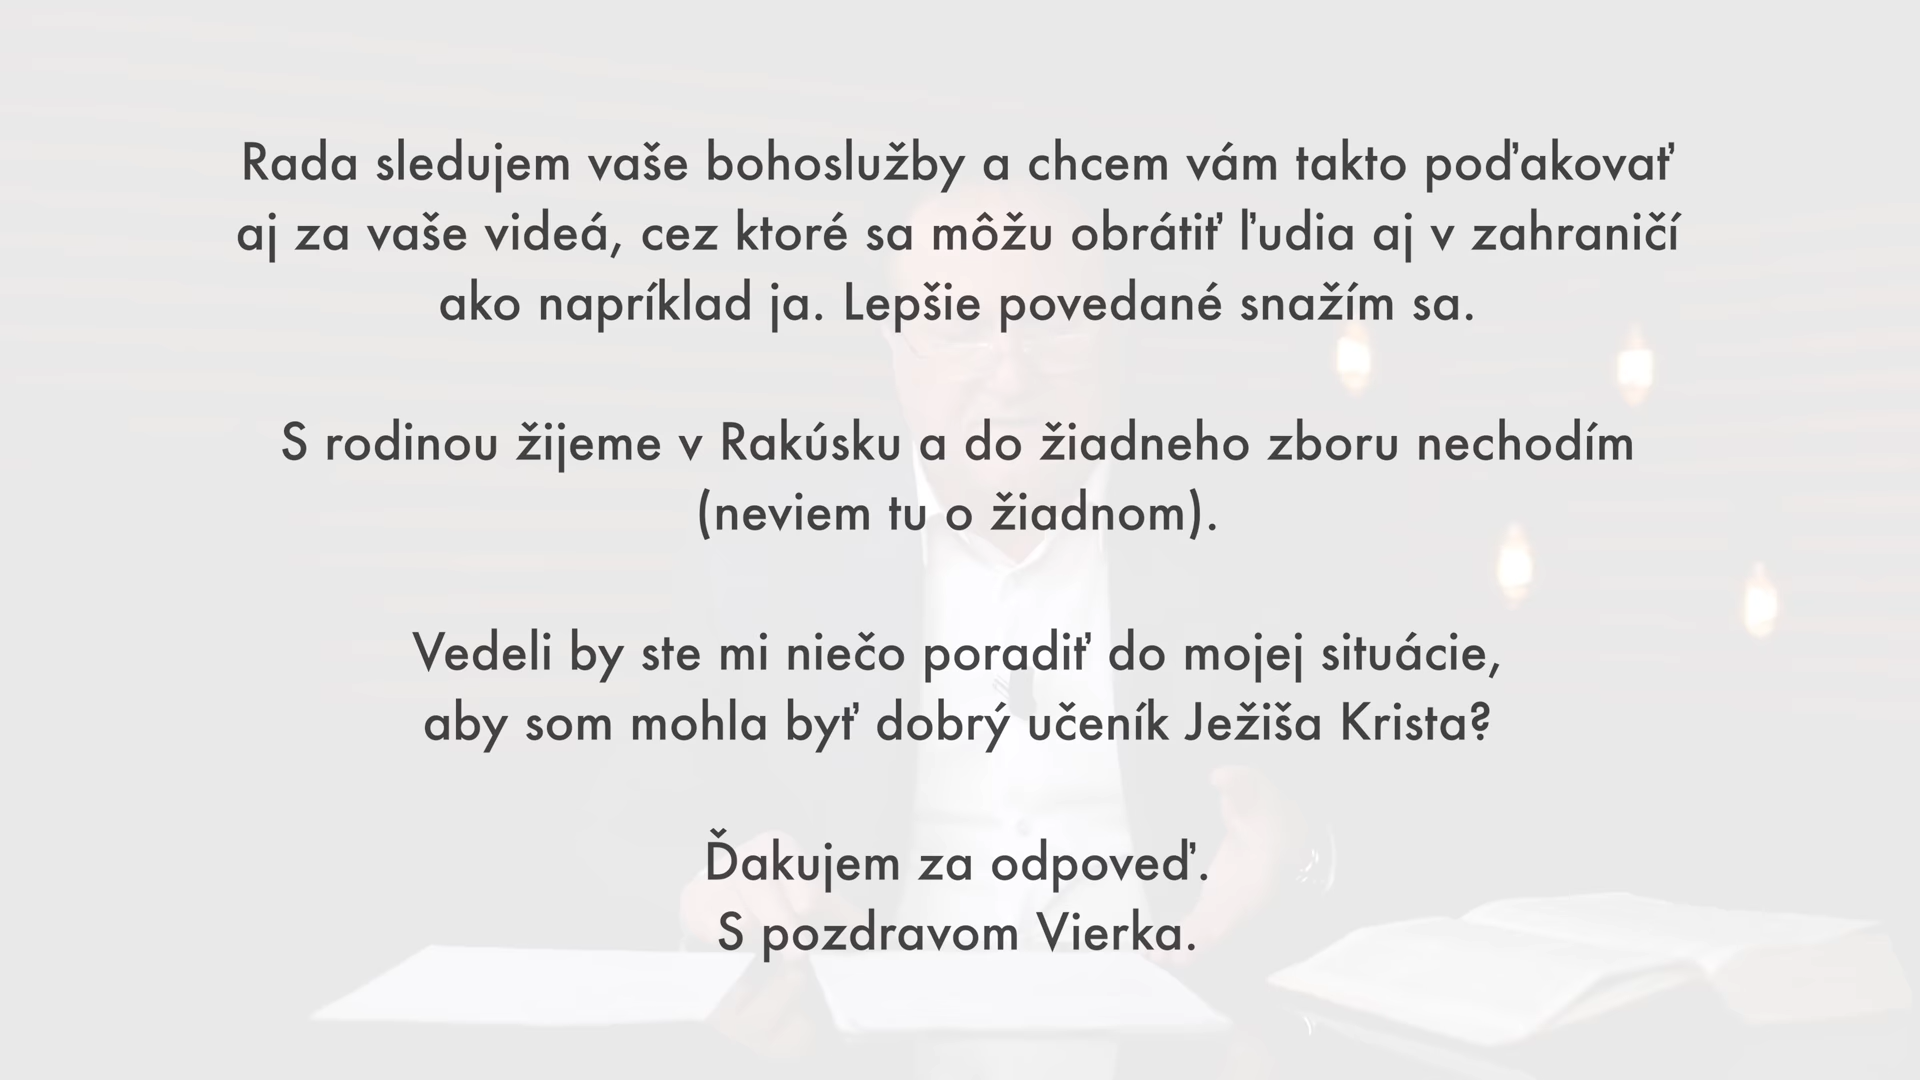 Rada sledujem vaše bohoslužby a chcem vám takto poďakovať
aj za vaše videá, cez ktoré sa môžu obrátiť ľudia aj v zahraničí
ako napríklad ja. Lepšie povedané snažím sa.
S rodinou žijeme v Rakúsku a do žiadneho zboru nechodím
(neviem tu o žiadnom).
Vedeli by ste mi niečo poradiť do mojej situácie,
aby som mohla byť dobrý učeník Ježiša Krista?
Ďakujem za odpoveď.
S pozdravom Vierka.